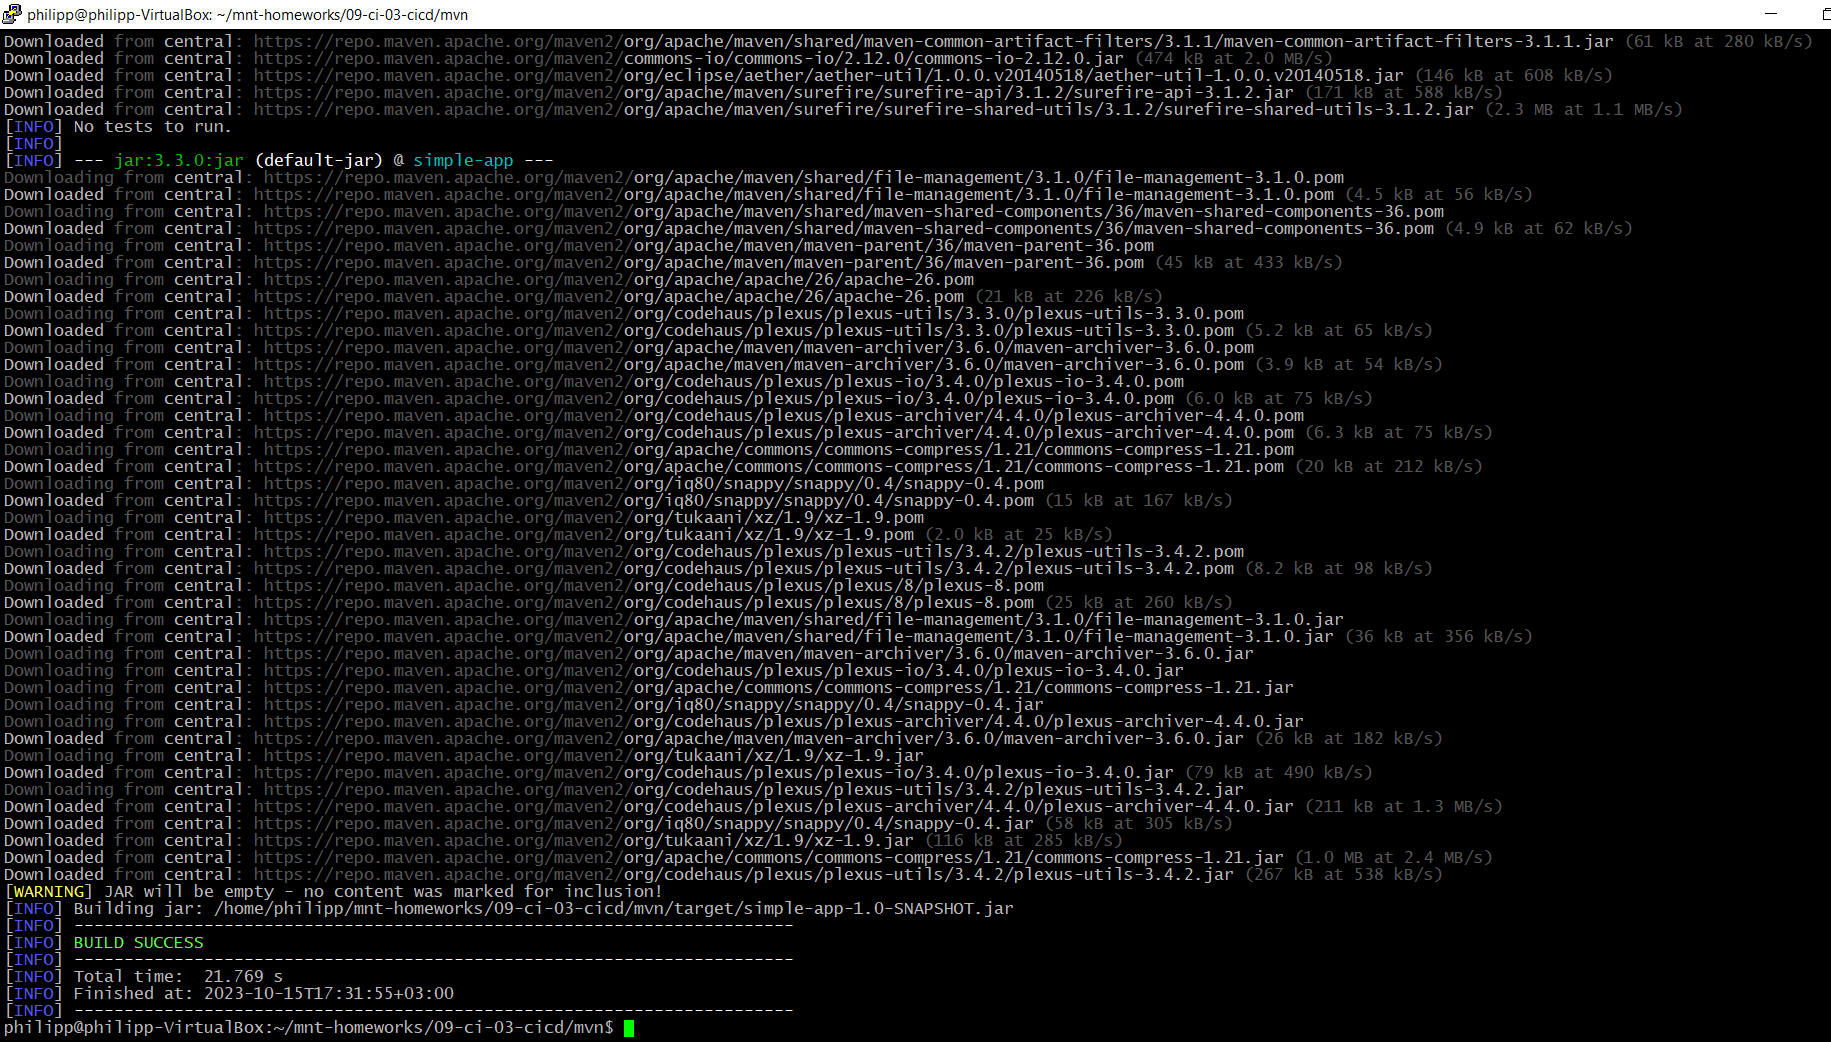 philipp@philipp-VirtualBox: ~/mnt-homeworks/09-ci-03-cicd/mvn
Downloaded from central: https://repo.maven.apache.org/maven2/org/apache/maven/shared/maven-common-artifact-filters/3.1.1/maven-common-artifact-filters-3.1.1.jar (61 kB at 280 kB/s)
Downloaded from central: https://repo.maven.apache.org/maven2/commons-io/commons-io/2.12.0/commons-io-2.12.0.jar (474 kB at 2.0 MB/s)
Downloaded from central: https://repo.maven.apache.org/maven2/org/eclipse/aether/aether-util/1.0.0.v20140518/aether-util-1.0.0.v20140518.jar (146 kB at 608 kB/s)
Downloaded from central: https://repo.maven.apache.org/maven2/org/apache/maven/surefire/surefire-api/3.1.2/surefire-api-3.1.2.jar (171 kB at 588 kB/s)
Downloaded from central: https://repo.maven.apache.org/maven2/org/apache/maven/surefire/surefire-shared-utils/3.1.2/surefire-shared-utils-3.1.2.jar (2.3 MB at 1.1 MB/s)
[INFO] No tests to run.
[INFO]
[INFO] --- jar:3.3.0:jar (default-jar) @ simple-app ---
Downloading from central: https://repo.maven.apache.org/maven2/org/apache/maven/shared/file-management/3.1.0/file-management-3.1.0.pom
Downloaded from central: https://repo.maven.apache.org/maven2/org/apache/maven/shared/file-management/3.1.0/file-management-3.1.0.pom (4.5 kB at 56 kB/s)
Downloading from central: https://repo.maven.apache.org/maven2/org/apache/maven/shared/maven-shared-components/36/maven-shared-components-36.pom
Downloaded from central: https://repo.maven.apache.org/maven2/org/apache/maven/shared/maven-shared-components/36/maven-shared-components-36.pom (4.9 kB at 62 kB/s)
Downloading from central: https://repo.maven.apache.org/maven2/org/apache/maven/maven-parent/36/maven-parent-36.pom
Downloaded from central: https://repo.maven.apache.org/maven2/org/apache/maven/maven-parent/36/maven-parent-36.pom (45 kB at 433 kB/s)
Downloading from central: https://repo.maven.apache.org/maven2/org/apache/apache/26/apache-26.pom
Downloaded from central: https://repo.maven.apache.org/maven2/org/apache/apache/26/apache-26.pom (21 kB at 226 kB/s)
Downloading from central: https://repo.maven.apache.org/maven2/org/codehaus/plexus/plexus-utils/3.3.0/plexus-utils-3.3.0.pom
Downloaded from central: https://repo.maven.apache.org/maven2/org/codehaus/plexus/plexus-utils/3.3.0/plexus-utils-3.3.0.pom (5.2 kB at 65 kB/s)
Downloading from central: https://repo.maven.apache.org/maven2/org/apache/maven/maven-archiver/3.6.0/maven-archiver-3.6.0.pom
Downloaded from central: https://repo.maven.apache.org/maven2/org/apache/maven/maven-archiver/3.6.0/maven-archiver-3.6.0.pom (3.9 kB at 54 kB/s)
Downloading from central: https://repo.maven.apache.org/maven2/org/codehaus/plexus/plexus-io/3.4.0/plexus-io-3.4.0.pom
Downloaded from central: https://repo.maven.apache.org/maven2/org/codehaus/plexus/plexus-io/3.4.0/plexus-io-3.4.0.pom (6.0 kB at 75 kB/s)
Downloading from central: https://repo.maven.apache.org/maven2/org/codehaus/plexus/plexus-archiver/4.4.0/plexus-archiver-4.4.0.pom
Downloaded from central: https://repo.maven.apache.org/maven2/org/codehaus/plexus/plexus-archiver/4.4.0/plexus-archiver-4.4.0.pom (6.3 kB at 75 kB/s)
Downloading from central: https://repo.maven.apache.org/maven2/org/apache/commons/commons-compress/1.21/commons-compress-1.21.pom
Downloaded from central: https://repo.maven.apache.org/maven2/org/apache/commons/commons-compress/1.21/commons-compress-1.21.pom (20 kB at 212 kB/s)
Downloading from central: https://repo.maven.apache.org/maven2/org/iq80/snappy/snappy/0.4/snappy-0.4.pom
Downloaded from central: https://repo.maven.apache.org/maven2/org/iq80/snappy/snappy/0.4/snappy-0.4.pom (15 kB at 167 kB/s)
Downloading from central: https://repo.maven.apache.org/maven2/org/tukaani/xz/1.9/xz-1.9.pom
Downloaded from central: https://repo.maven.apache.org/maven2/org/tukaani/xz/1.9/xz-1.9.pom (2.0 kB at 25 kB/s)
Downloading from central: https://repo.maven.apache.org/maven2/org/codehaus/plexus/plexus-utils/3.4.2/plexus-utils-3.4.2.pom
Downloaded from central: https://repo.maven.apache.org/maven2/org/codehaus/plexus/plexus-utils/3.4.2/plexus-utils-3.4.2.pom (8.2 kB at 98 kB/s)
Downloading from central: https://repo.maven.apache.org/maven2/org/codehaus/plexus/plexus/8/plexus-8.pom
Downloaded from central: https://repo.maven.apache.org/maven2/org/codehaus/plexus/plexus/8/plexus-8.pom (25 kB at 260 kB/s)
Downloading from central: https://repo.maven.apache.org/maven2/org/apache/maven/shared/file-management/3.1.0/file-management-3.1.0.jar
Downloaded from central: https://repo.maven.apache.org/maven2/org/apache/maven/shared/file-management/3.1.0/file-management-3.1.0.jar (36 kB at 356 kB/s)
Downloading from central: https://repo.maven.apache.org/maven2/org/apache/maven/maven-archiver/3.6.0/maven-archiver-3.6.0.jar
Downloading from central: https://repo.maven.apache.org/maven2/org/codehaus/plexus/plexus-io/3.4.0/plexus-io-3.4.0.jar
Downloading from central: https://repo.maven.apache.org/maven2/org/apache/commons/commons-compress/1.21/commons-compress-1.21.jar
Downloading from central: https://repo.maven.apache.org/maven2/org/iq80/snappy/snappy/0.4/snappy-0.4.jar
Downloading from central: https://repo.maven.apache.org/maven2/org/codehaus/plexus/plexus-archiver/4.4.0/plexus-archiver-4.4.0.jar
Downloaded from central: https://repo.maven.apache.org/maven2/org/apache/maven/maven-archiver/3.6.0/maven-archiver-3.6.0.jar (26 kB at 182 kB/s)
Downloading from central: https://repo.maven.apache.org/maven2/org/tukaani/xz/1.9/xz-1.9.jar
Downloaded from central: https://repo.maven.apache.org/maven2/org/codehaus/plexus/plexus-io/3.4.0/plexus-io-3.4.0.jar (79 kB at 490 kB/s)
Downloading from central: https://repo.maven.apache.org/maven2/org/codehaus/plexus/plexus-utils/3.4.2/plexus-utils-3.4.2.jar
Downloaded from central: https://repo.maven.apache.org/maven2/org/codehaus/plexus/plexus-archiver/4.4.0/plexus-archiver-4.4.0.jar (211 kB at 1.3 MB/s)
Downloaded from central: https://repo.maven.apache.org/maven2/org/iq80/snappy/snappy/0.4/snappy-0.4.jar (58 kB at 305 kB/s)
Downloaded from central: https://repo.maven.apache.org/maven2/org/tukaani/xz/1.9/xz-1.9.jar (116 kB at 285 kB/s)
Downloaded from central: https://repo.maven.apache.org/maven2/org/apache/commons/commons-compress/1.21/commons-compress-1.21.jar (1.0 MB at 2.4 MB/s)
Downloaded from central: https://repo.maven.apache.org/maven2/org/codehaus/plexus/plexus-utils/3.4.2/plexus-utils-3.4.2.jar (267 kB at 538 kB/s)
[WARNING] JAR will be empty - no content was marked for inclusion!
[INFO] Building jar: /home/philipp/mnt-homeworks/09-ci-03-cicd/mvn/target/simple-app-1.0-SNAPSHOT.jar
[INFO] ------------------------------------------------------------------------
[INFO] BUILD SUCCESS
[INFO] ------------------------------------------------------------------------
[INFO] Total time:  21.769 s
[INFO] Finished at: 2023-10-15T17:31:55+03:00
[INFO] ------------------------------------------------------------------------
philipp@philipp-VirtualBox:~/mnt-homeworks/09-ci-03-cicd/mvn$